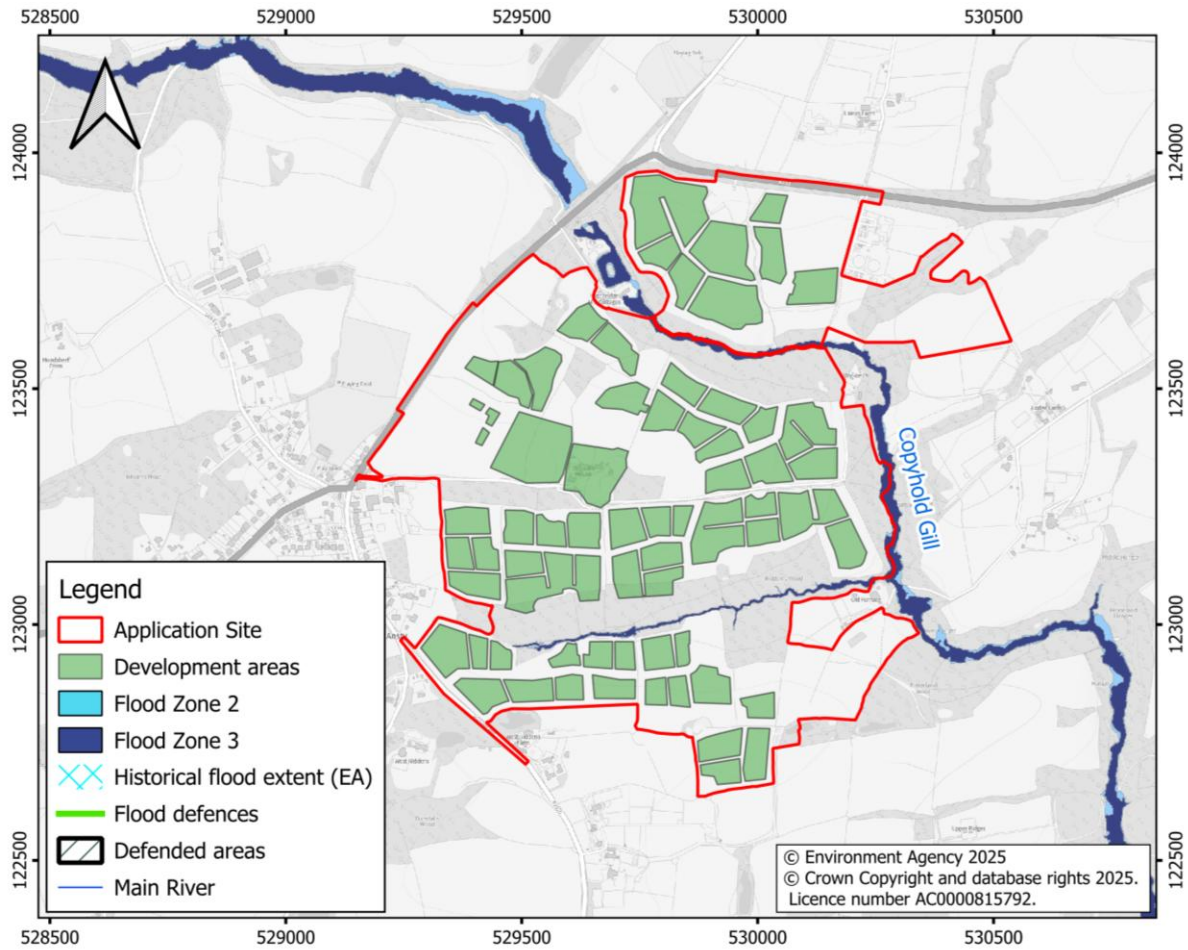 528500 529000 529500 530000 530500
124000
124000
123500
123500
Copyhold Gill
123000
123000
122500
122500
Legend
Application Site
Development areas
Flood Zone 2
Flood Zone 3
Historical flood extent (EA)
Flood defences
Defended areas
Main River
© Environment Agency 2025
© Crown Copyright and database rights 2025.
Licence number AC0000815792.
528500 529000 529500 530000 530500